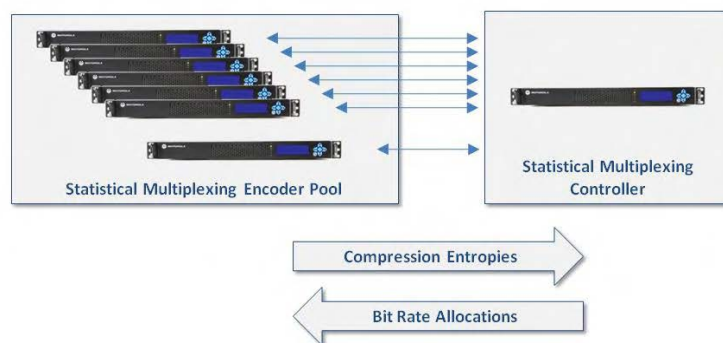 Statistical Multiplexing Encoder Pool
Statistical Multiplexing
Controller
Compression Entropies
Bit Rate Allocations